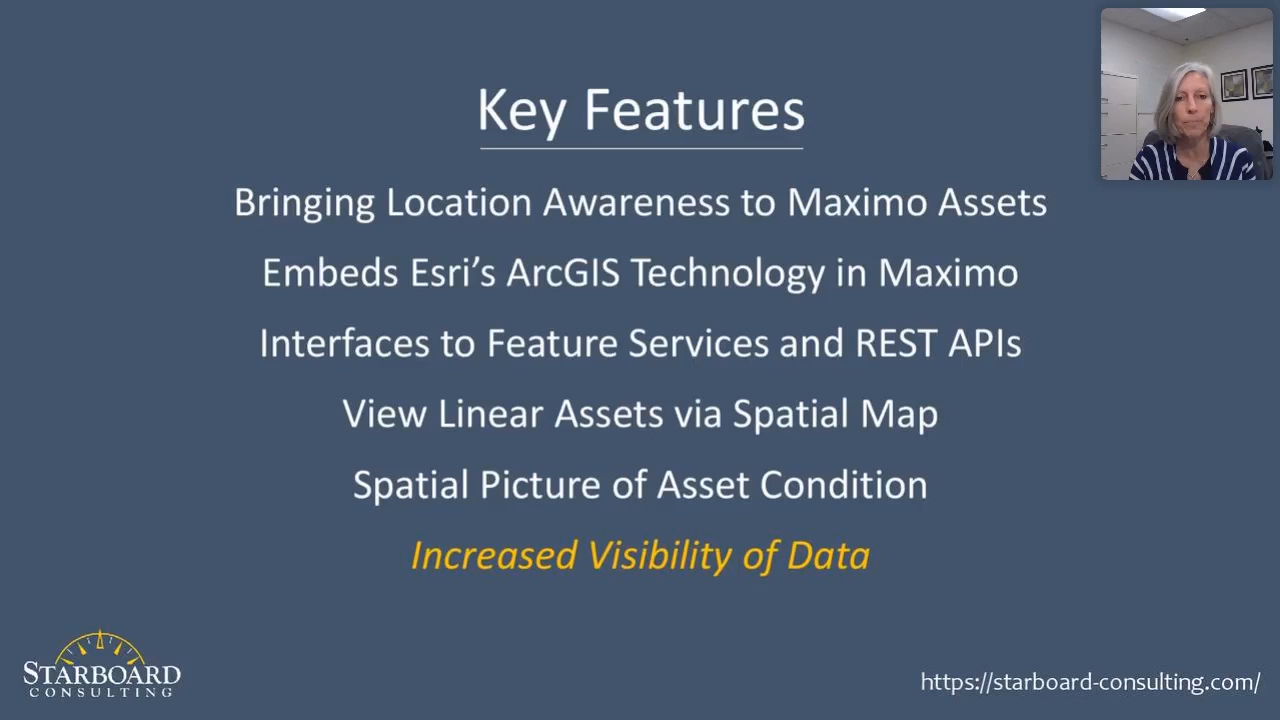 Key Features
Bringing Location Awareness to Maximo Assets
Embeds Esri’s ArcGIS Technology in Maximo
Interfaces to Feature Services and REST APIs
View Linear Assets via Spatial Map
Spatial Picture of Asset Condition
Increased Visibility of Data
STARBOARD
CONSULTING
https://starboard-consulting.com/